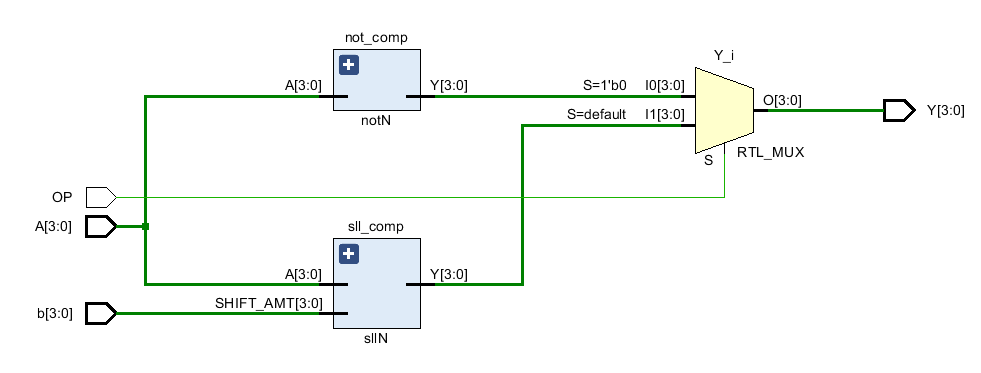 not_comp
A[3:0]
Y[3:0]
notN
Y_i
S=1'b0 I0[3:0]
S=default I1[3:0]
O[3:0]
S
RTL_MUX
Y[3:0]
OP
A[3:0]
b[3:0]
sll_comp
A[3:0]
SHIFT_AMT[3:0]
Y[3:0]
sllN